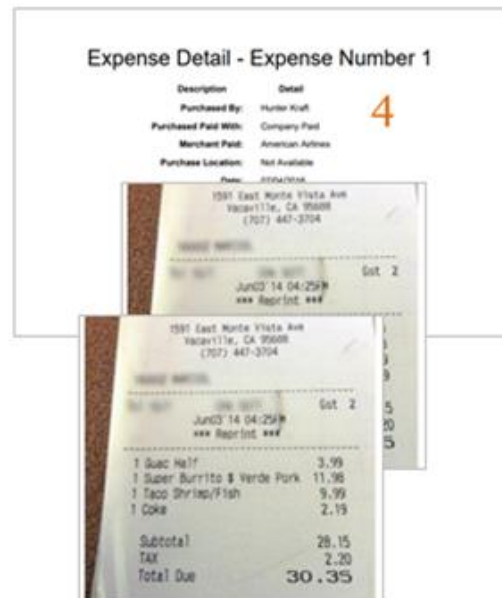 Expense Detail - Expense Number 1
4
Description Detail
Purchased By: Hunter Kraft
Purchased Paid With: Company Paid
Merchant Paid: American Airlines
Purchase Location: Not Available
Date:
1591 East Monte Vista Ave
Vacaville, CA 95688
(707) 447-3704
Gst 2
Jun03'14 04:25PM
*** Reprint ***
1591 East Monte Vista Ave
Vacaville, CA 95688
(707) 447-3704
Gst 2
Jun03'14 04:25PM
*** Reprint ***
1 Guac Half 3.99
1 Super Burrito $ Verde Pork 11.98
1 Taco Shrimp/Fish 9.99
1 Coke 2.19
Subtotal 28.15
TAX 2.20
Total Due 30.35